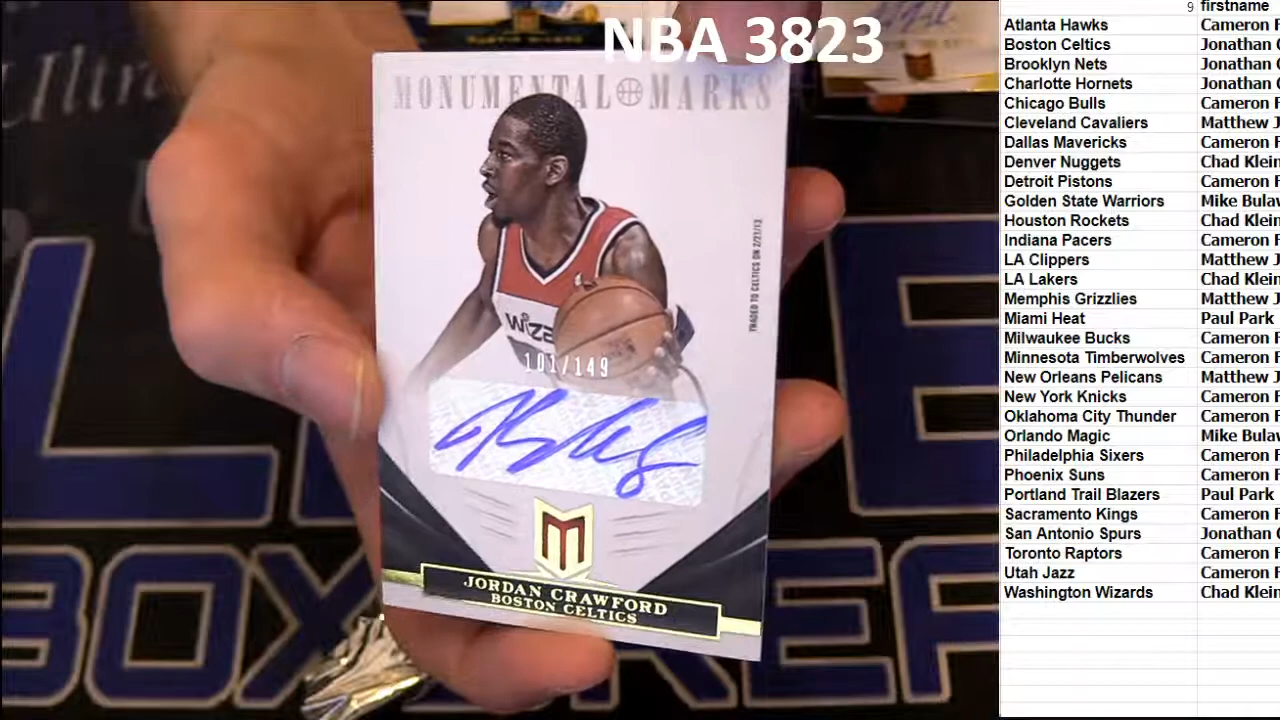 NBA 3823
MONUMENTAL MARKS
TRADED TO CELTICS ON 2/21/13
101/149
M
JORDAN CRAWFORD
BOSTON CELTICS
9 firstname
Atlanta Hawks Cameron F
Boston Celtics Jonathan C
Brooklyn Nets Jonathan C
Charlotte Hornets Jonathan C
Chicago Bulls Cameron F
Cleveland Cavaliers Matthew J
Dallas Mavericks Cameron F
Denver Nuggets Chad Klein
Detroit Pistons Cameron F
Golden State Warriors Mike Bulaw
Houston Rockets Chad Klein
Indiana Pacers Cameron F
LA Clippers Matthew J
LA Lakers Chad Klein
Memphis Grizzlies Matthew J
Miami Heat Paul Park
Milwaukee Bucks Cameron F
Minnesota Timberwolves Cameron F
New Orleans Pelicans Matthew J
New York Knicks Cameron F
Oklahoma City Thunder Cameron F
Orlando Magic Mike Bulaw
Philadelphia Sixers Cameron F
Phoenix Suns Cameron F
Portland Trail Blazers Paul Park
Sacramento Kings Cameron F
San Antonio Spurs Jonathan C
Toronto Raptors Cameron F
Utah Jazz Cameron F
Washington Wizards Chad Klein